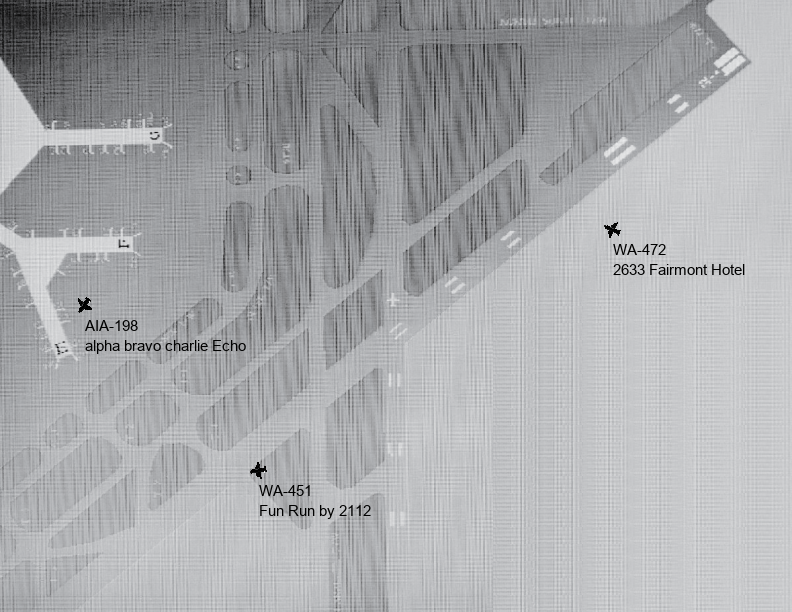 G
F
E
WA-472
2633 Fairmont Hotel
AIA-198
alpha bravo charlie Echo
WA-451
Fun Run by 2112